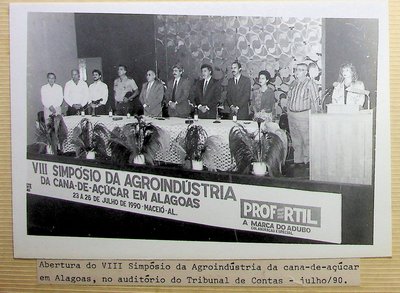 VIII SIMPÓSIO DA AGROINDÚSTRIA
DA CANA-DE-AÇÚCAR EM ALAGOAS
23 A 26 DE JULHO DE 1990 - MACEIÓ - AL.
PROFERTIL
A MARCA DO ADUBO
Abertura do VIII Simpósio da Agroindústria da cana-de-açúcar
em Alagoas, no auditório do Tribunal de Contas - julho/90.